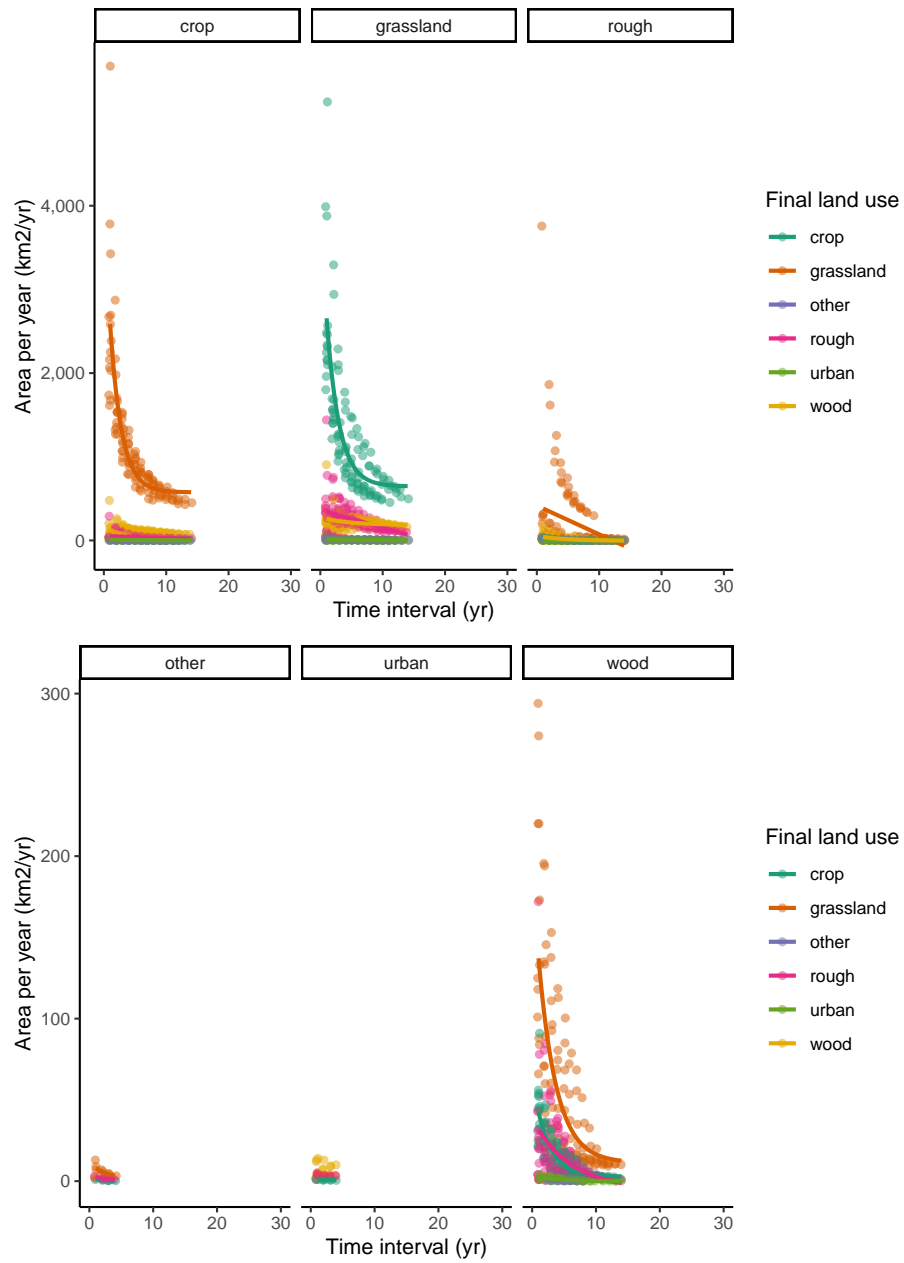 crop grassland rough
4,000
2,000
0
Area per year (km2/yr)
0 10 20 30 0 10 20 30 0 10 20 30
Time interval (yr)
Final land use
crop
grassland
other
rough
urban
wood
other urban wood
300
200
100
0
Area per year (km2/yr)
0 10 20 30 0 10 20 30 0 10 20 30
Time interval (yr)
Final land use
crop
grassland
other
rough
urban
wood